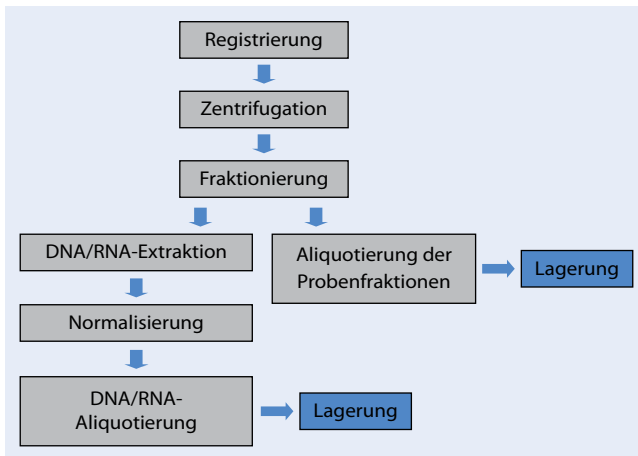 Registrierung
Zentrifugation
Fraktionierung
DNA/RNA-Extraktion
Aliquotierung der
Probenfraktionen
Lagerung
Normalisierung
DNA/RNA-
Aliquotierung
Lagerung